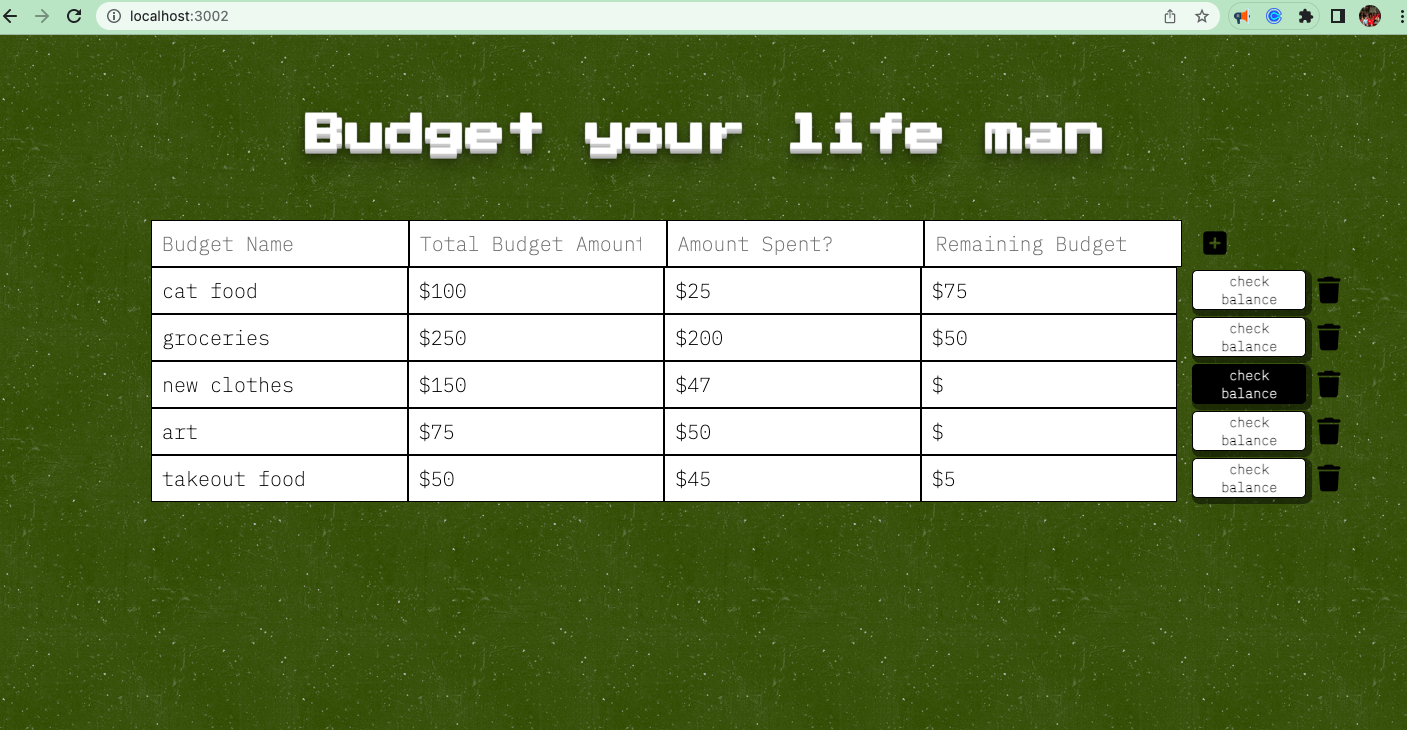 localhost:3002
Budget your life man
Budget Name Total Budget Amount Amount Spent? Remaining Budget
cat food $100 $25 $75 check balance
groceries $250 $200 $50 check balance
new clothes $150 $47 $ check balance
art $75 $50 $ check balance
takeout food $50 $45 $5 check balance